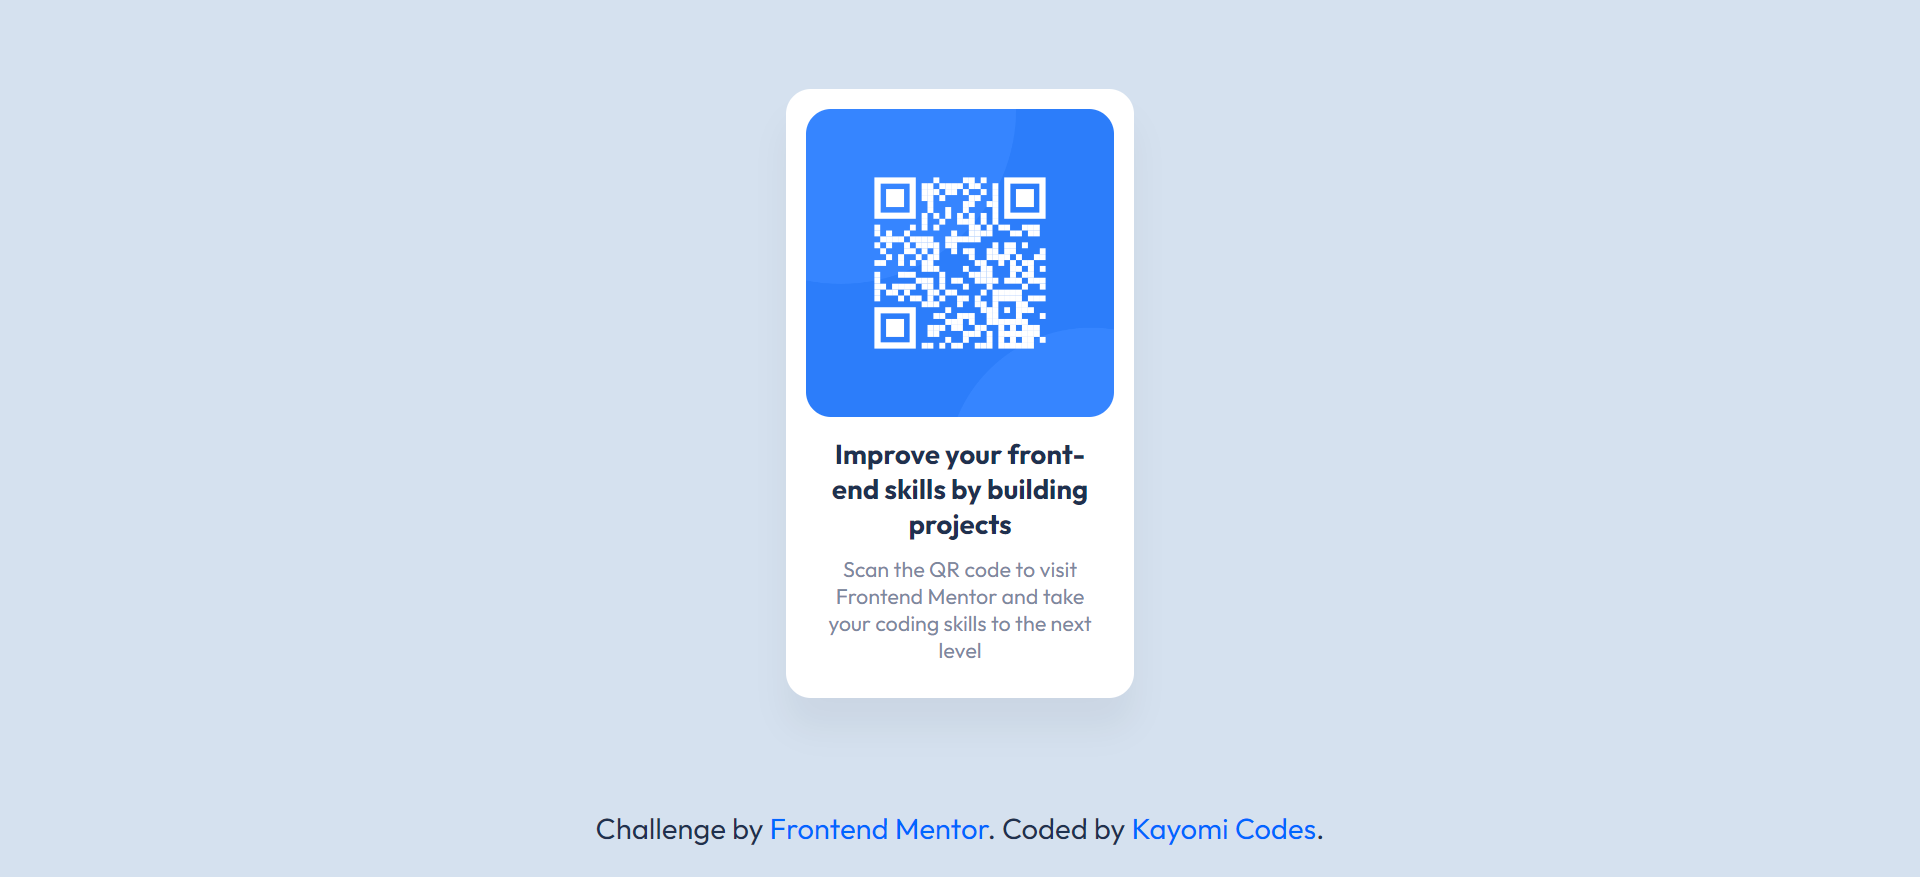 Improve your front-
end skills by building
projects
Scan the QR code to visit
Frontend Mentor and take
your coding skills to the next
level
Challenge by Frontend Mentor. Coded by Kayomi Codes.